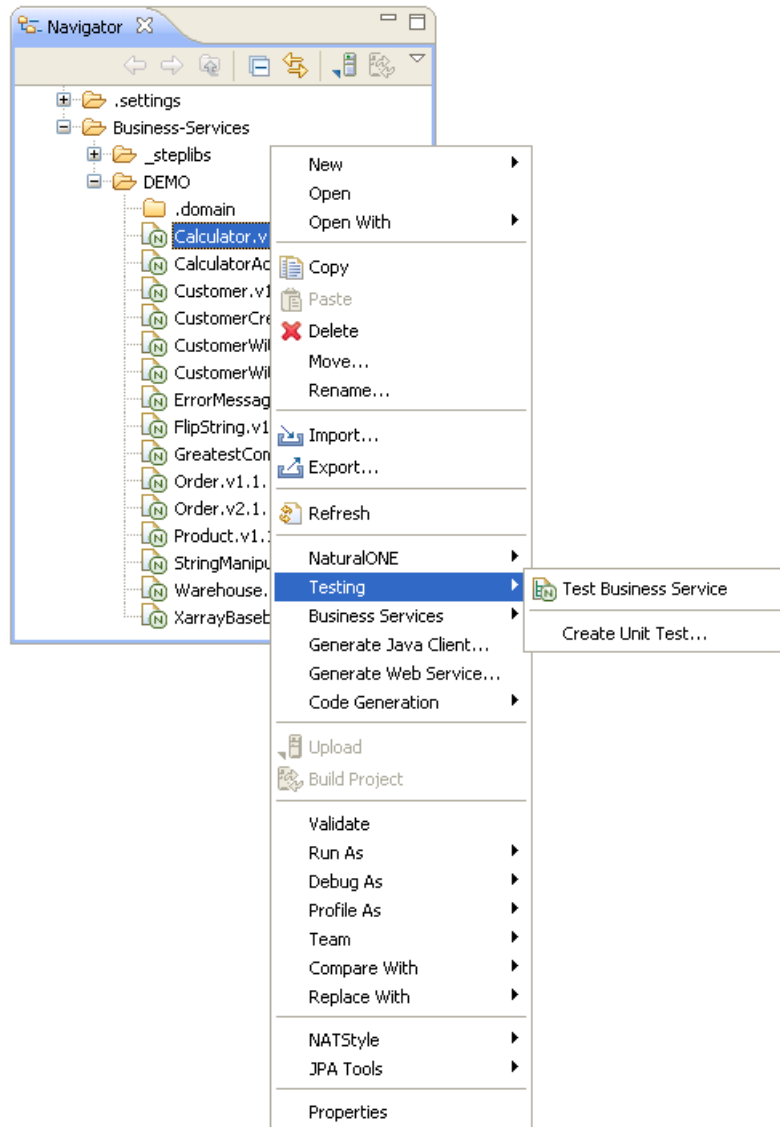 Navigator
.settings
Business-Services
_steplibs
DEMO
.domain
Calculator.v
CalculatorAc
Customer.v1
CustomerCre
CustomerWi
CustomerWi
ErrorMessag
FlipString.v1
GreatestCon
Order.v1.1.
Order.v2.1.
Product.v1.
StringManipu
Warehouse.
XarrayBaseb
New
Open
Open With
Copy
Paste
Delete
Move...
Rename...
Import...
Export...
Refresh
NaturalONE
Testing
Business Services
Generate Java Client...
Generate Web Service...
Code Generation
Upload
Build Project
Validate
Run As
Debug As
Profile As
Team
Compare With
Replace With
NATStyle
JPA Tools
Properties
Test Business Service
Create Unit Test...